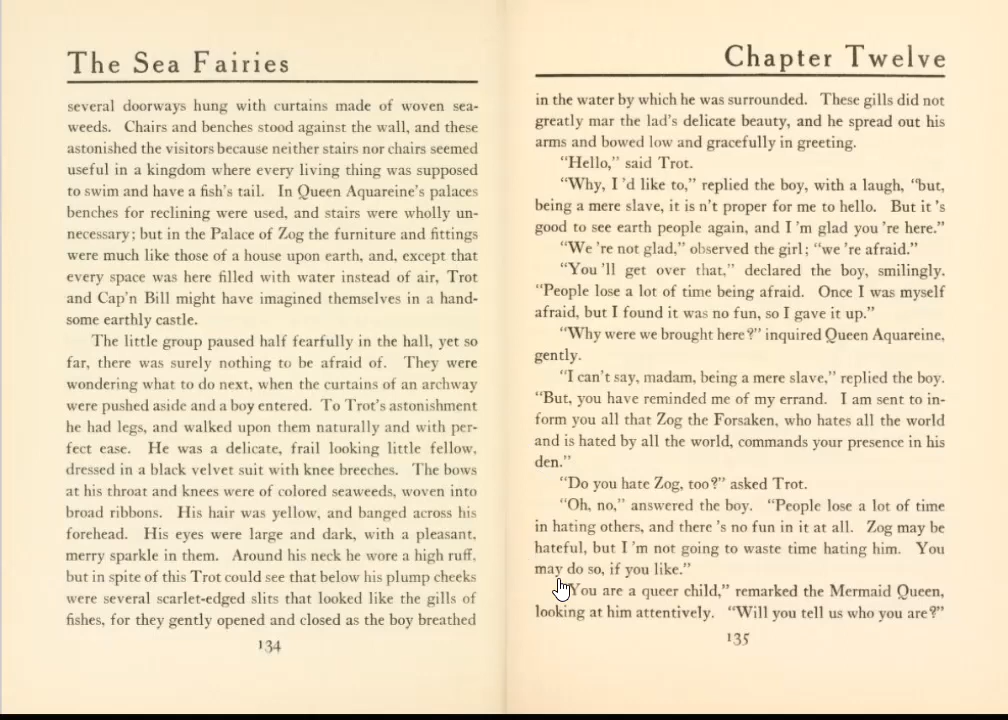 The Sea Fairies
several doorways hung with curtains made of woven sea-
weeds. Chairs and benches stood against the wall, and these
astonished the visitors because neither stairs nor chairs seemed
useful in a kingdom where every living thing was supposed
to swim and have a fish's tail. In Queen Aquareine's palaces
benches for reclining were used, and stairs were wholly un-
necessary; but in the Palace of Zog the furniture and fittings
were much like those of a house upon earth, and, except that
every space was here filled with water instead of air, Trot
and Cap'n Bill might have imagined themselves in a hand-
some earthly castle.
The little group paused half fearfully in the hall, yet so
far, there was surely nothing to be afraid of. They were
wondering what to do next, when the curtains of an archway
were pushed aside and a boy entered. To Trot's astonishment
he had legs, and walked upon them naturally and with per-
fect ease. He was a delicate, frail looking little fellow,
dressed in a black velvet suit with knee breeches. The bows
at his throat and knees were of colored seaweeds, woven into
broad ribbons. His hair was yellow, and banged across his
forehead. His eyes were large and dark, with a pleasant,
merry sparkle in them. Around his neck he wore a high ruff,
but in spite of this Trot could see that below his plump cheeks
were several scarlet-edged slits that looked like the gills of
fishes, for they gently opened and closed as the boy breathed
134
Chapter Twelve
in the water by which he was surrounded. These gills did not
greatly mar the lad's delicate beauty, and he spread out his
arms and bowed low and gracefully in greeting.
"Hello," said Trot.
"Why, I 'd like to," replied the boy, with a laugh, "but,
being a mere slave, it is n't proper for me to hello. But it 's
good to see earth people again, and I 'm glad you 're here."
"We 're not glad," observed the girl; "we 're afraid."
"You 'll get over that," declared the boy, smilingly.
"People lose a lot of time being afraid. Once I was myself
afraid, but I found it was no fun, so I gave it up."
"Why were we brought here?" inquired Queen Aquareine,
gently.
"I can't say, madam, being a mere slave," replied the boy.
"But, you have reminded me of my errand. I am sent to in-
form you all that Zog the Forsaken, who hates all the world
and is hated by all the world, commands your presence in his
den."
"Do you hate Zog, too?" asked Trot.
"Oh, no," answered the boy. "People lose a lot of time
in hating others, and there 's no fun in it at all. Zog may be
hateful, but I 'm not going to waste time hating him. You
may do so, if you like."
"You are a queer child," remarked the Mermaid Queen,
looking at him attentively. "Will you tell us who you are?"
135